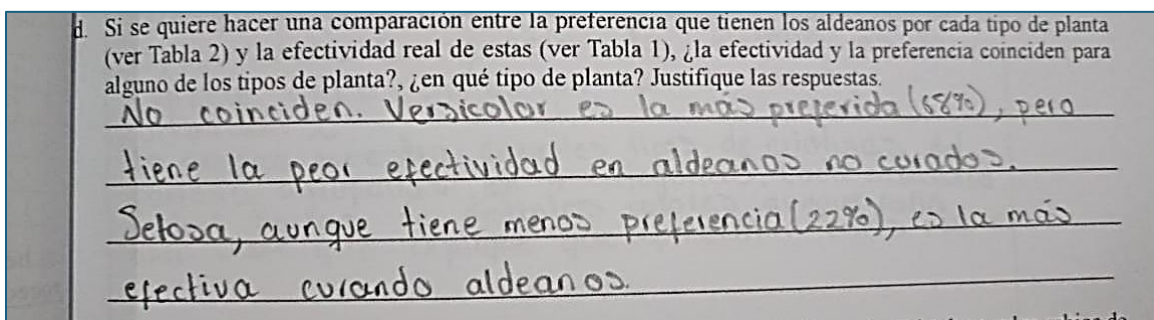 d. Si se quiere hacer una comparación entre la preferencia que tienen los aldeanos por cada tipo de planta
(ver Tabla 2) y la efectividad real de estas (ver Tabla 1), ¿la efectividad y la preferencia coinciden para
alguno de los tipos de planta?, ¿en qué tipo de planta? Justifique las respuestas.
No coinciden. Versicolor es la más preferida (58%), pero
tiene la peor efectividad en aldeanos no curados.
Setosa, aunque tiene menos preferencia (22%), es la más
efectiva curando aldeanos.